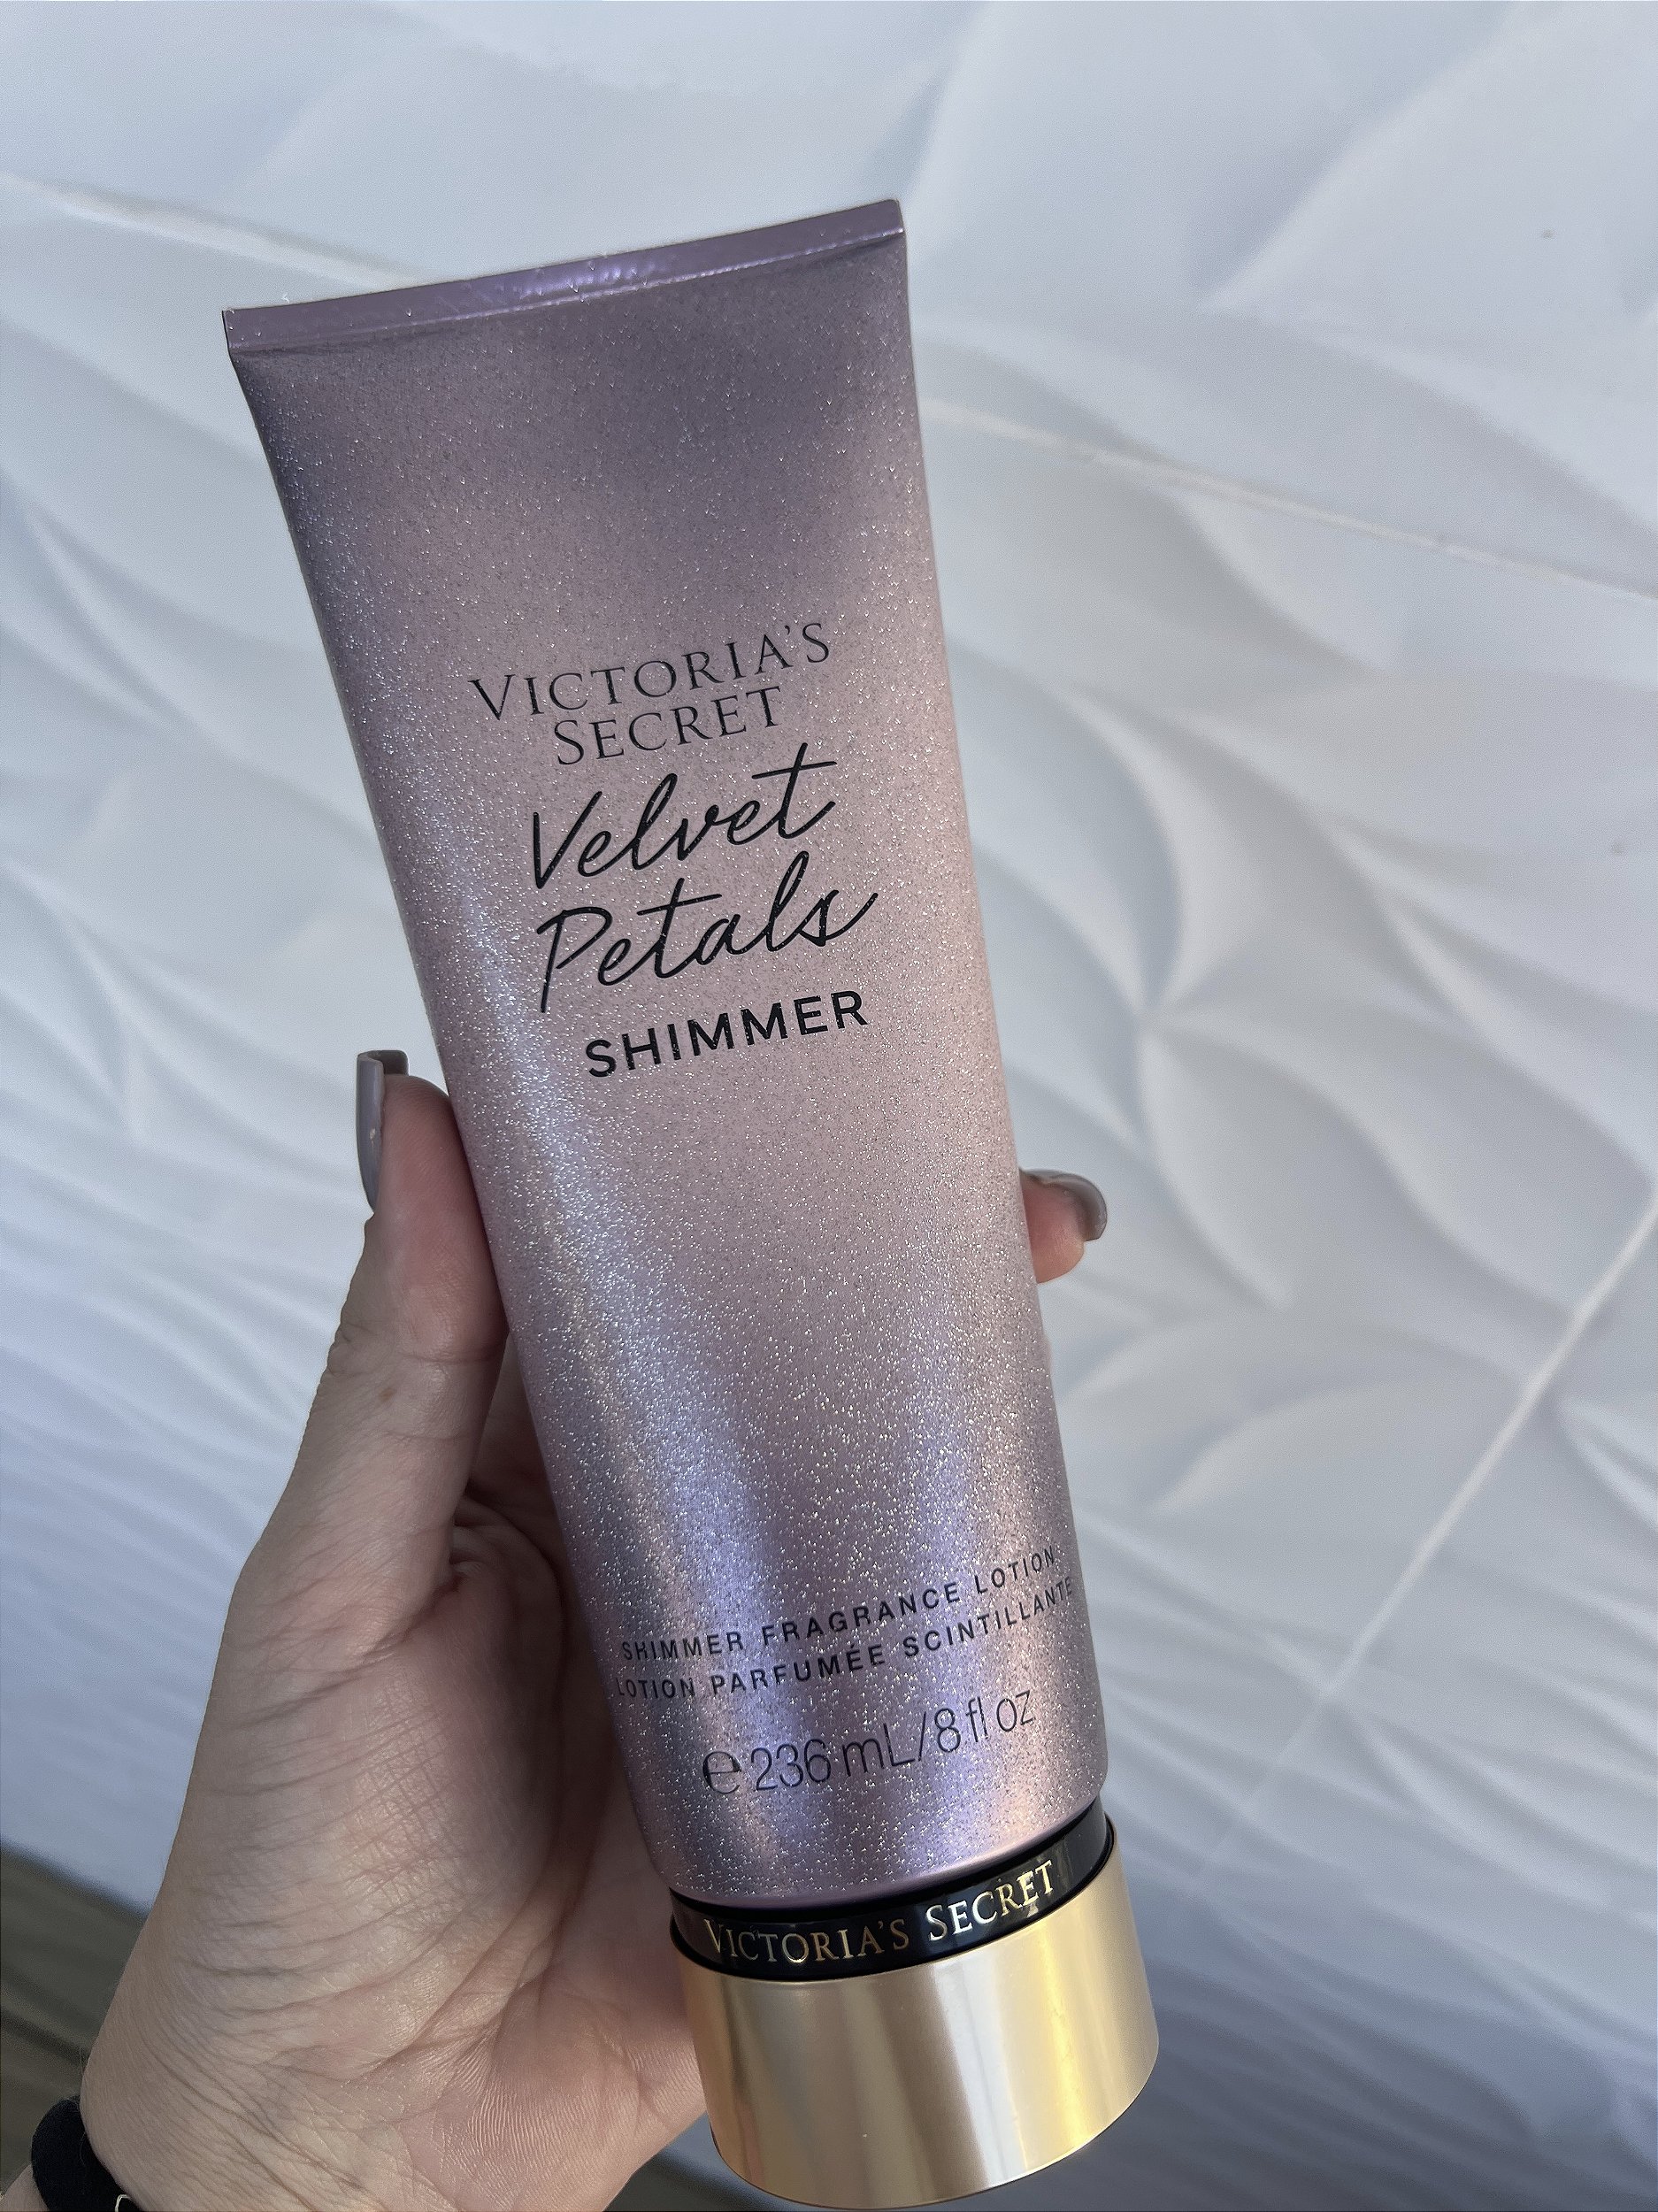 VICTORIA'S
SECRET
Velvet
Petals
SHIMMER
SHIMMER FRAGRANCE LOTION
LOTION PARFUMÉE SCINTILLANTE
℮ 236 mL/8 fl oz
VICTORIA'S SECRET